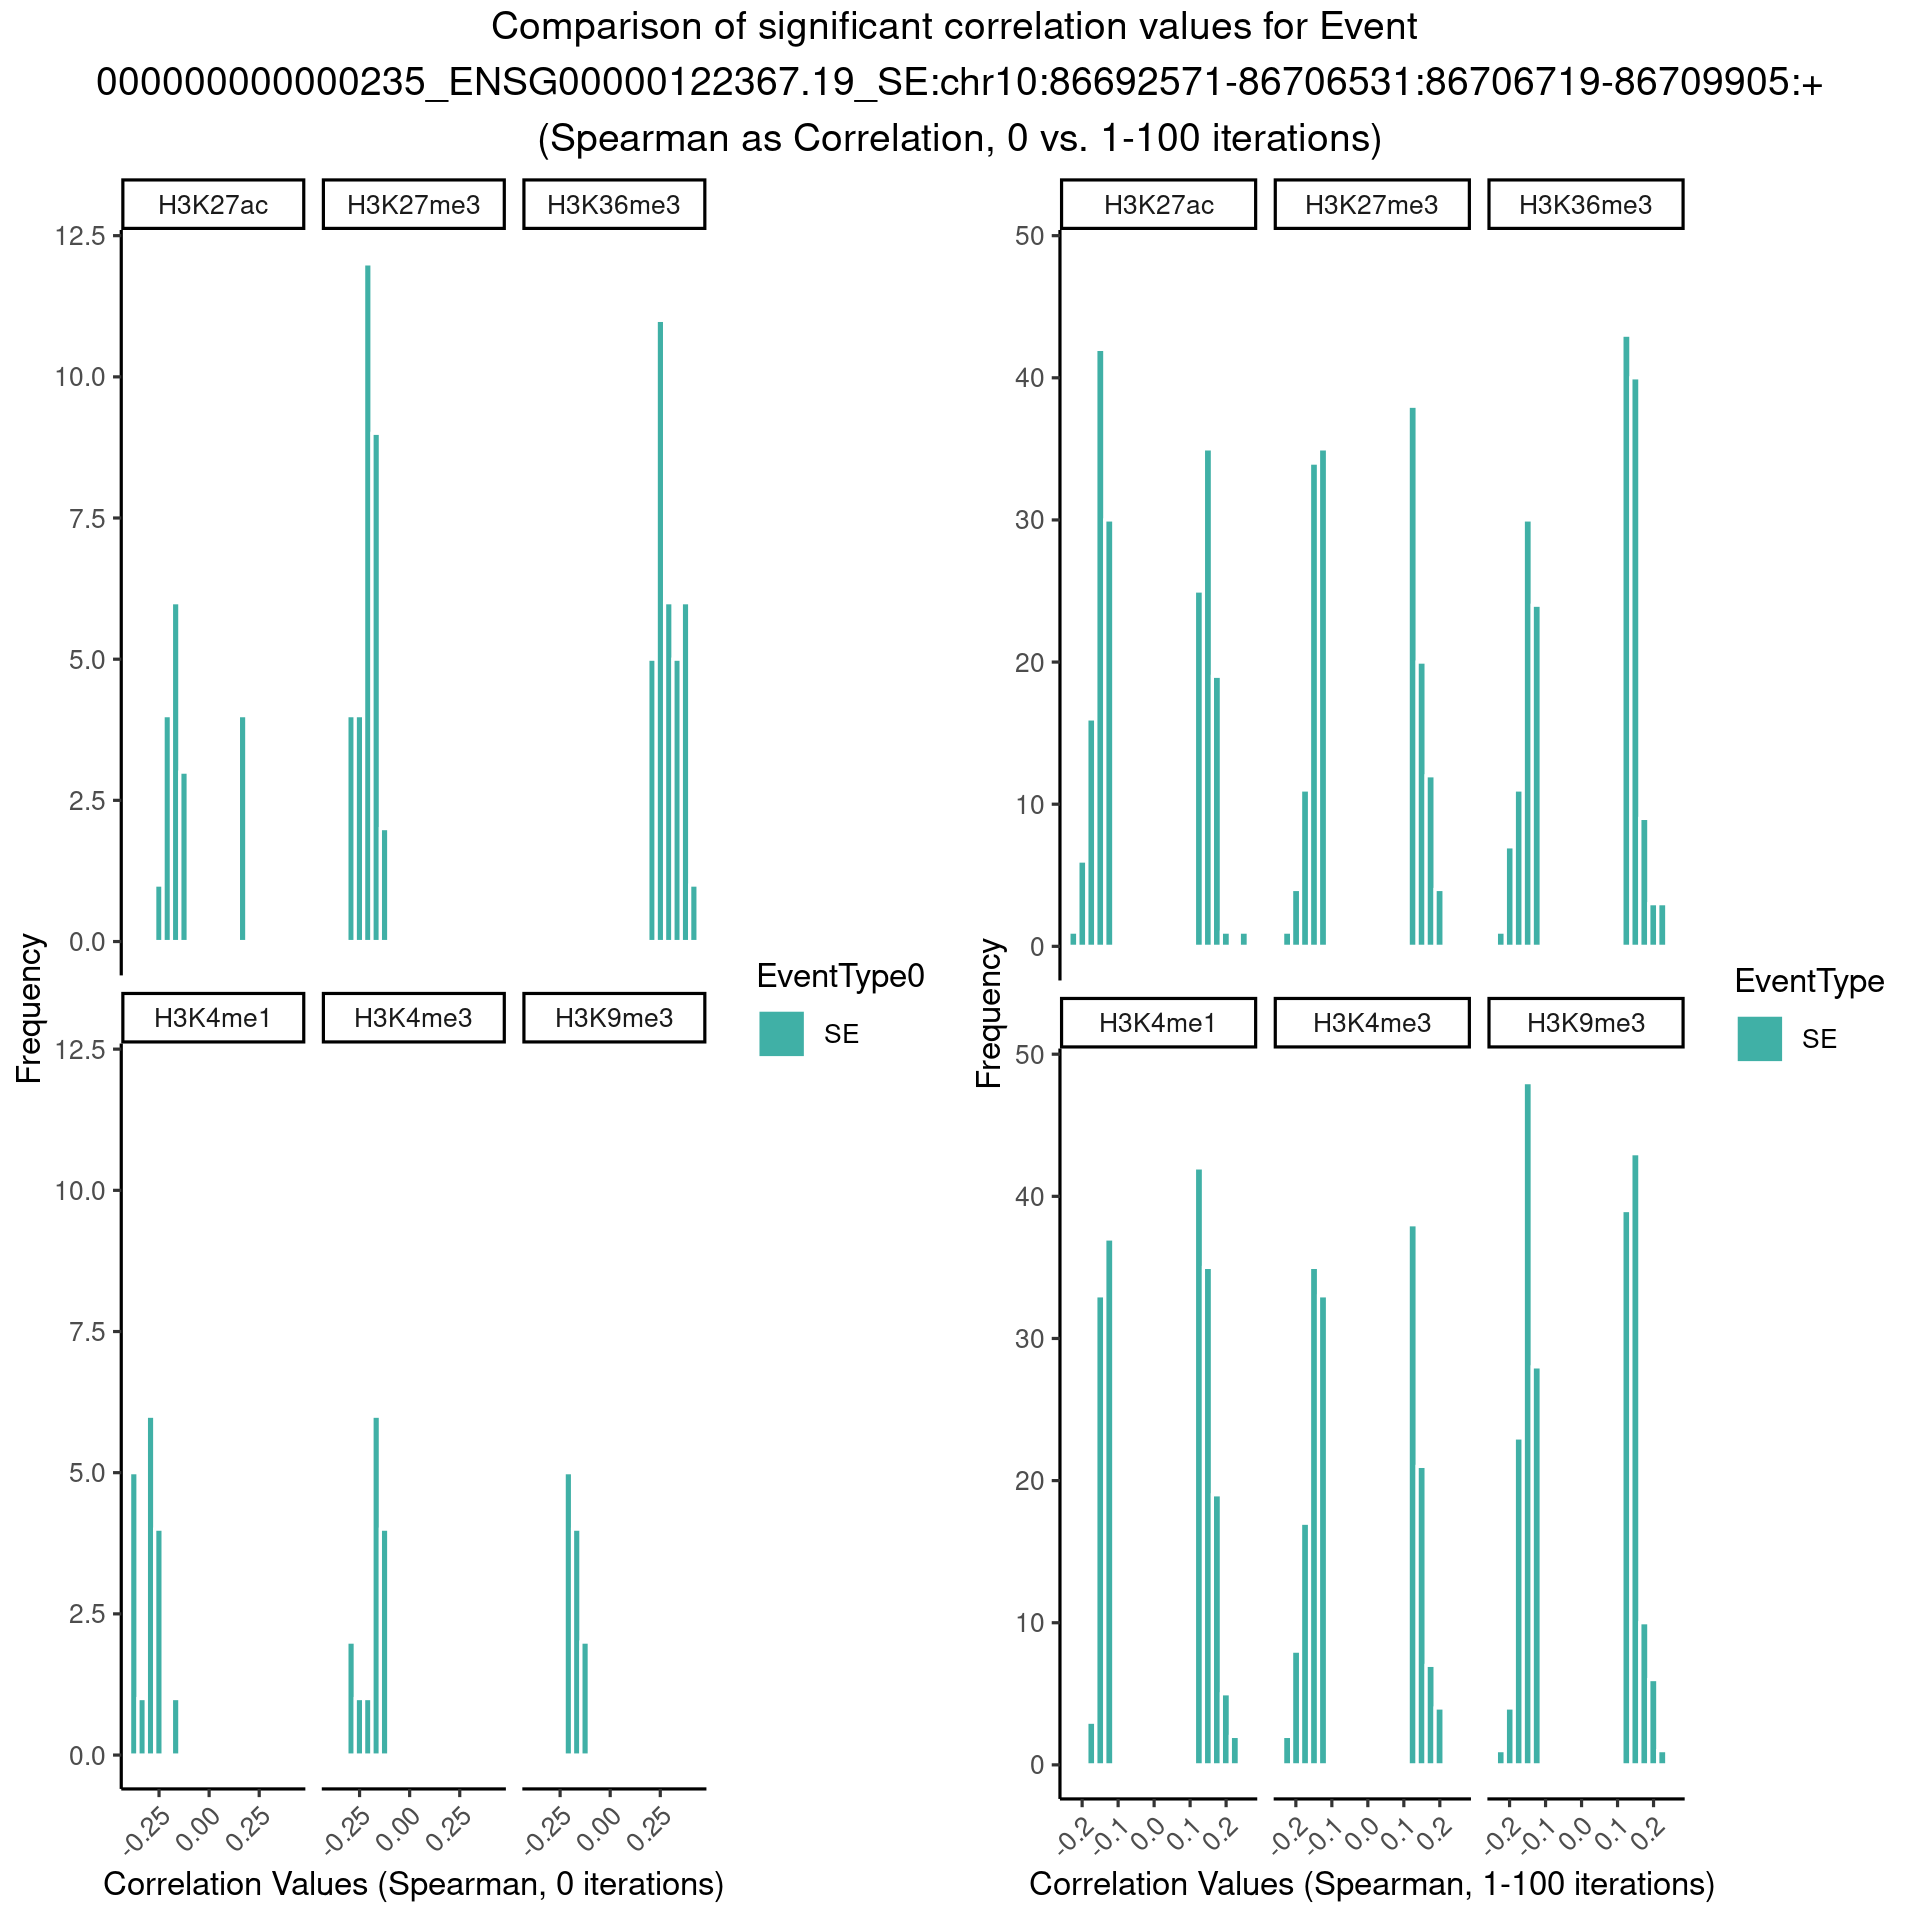 Comparison of significant correlation values for Event
000000000000235_ENSG00000122367.19_SE:chr10:86692571-86706531:86706719-86709905:+
(Spearman as Correlation, 0 vs. 1-100 iterations)
H3K27ac H3K27me3 H3K36me3
12.5
10.0
7.5
5.0
2.5
0.0
H3K4me1 H3K4me3 H3K9me3
12.5
10.0
7.5
5.0
2.5
0.0
-0.25 0.00 0.25 -0.25 0.00 0.25 -0.25 0.00 0.25
Frequency
Correlation Values (Spearman, 0 iterations)
EventType0
SE
H3K27ac H3K27me3 H3K36me3
50
40
30
20
10
0
H3K4me1 H3K4me3 H3K9me3
50
40
30
20
10
0
-0.2 -0.1 0.0 0.1 0.2 -0.2 -0.1 0.0 0.1 0.2 -0.2 -0.1 0.0 0.1 0.2
Frequency
Correlation Values (Spearman, 1-100 iterations)
EventType
SE